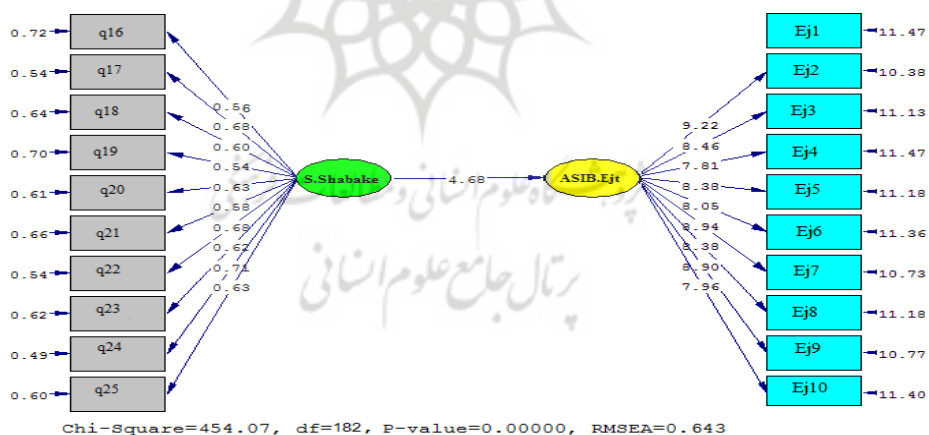 0.72 q16
0.54 q17
0.64 q18
0.70 q19
0.61 q20
0.66 q21
0.54 q22
0.62 q23
0.49 q24
0.60 q25
0.56
0.68
0.60
0.54
0.63
0.58
0.68
0.62
0.71
0.63
S.Shabake 4.68 ASIB.Ejt
9.22
8.46
7.81
8.38
8.05
8.94
8.38
8.90
7.96
Ej1 11.47
Ej2 10.38
Ej3 11.13
Ej4 11.47
Ej5 11.18
Ej6 11.36
Ej7 10.73
Ej8 11.18
Ej9 10.77
Ej10 11.40
علوم انسانی و
پرتال جامع علوم انسانی
Chi-Square=454.07, df=182, P-value=0.00000, RMSEA=0.643